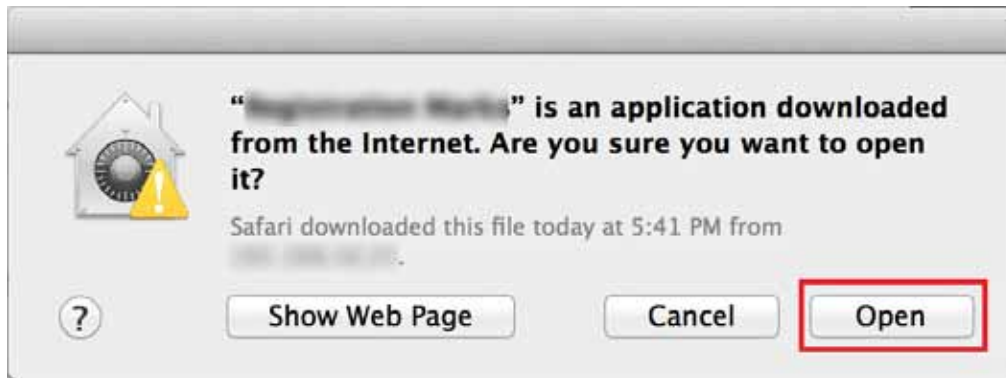 “ ” is an application downloaded
from the Internet. Are you sure you want to open
it?
Safari downloaded this file today at 5:41 PM from
.
?
Show Web Page
Cancel
Open